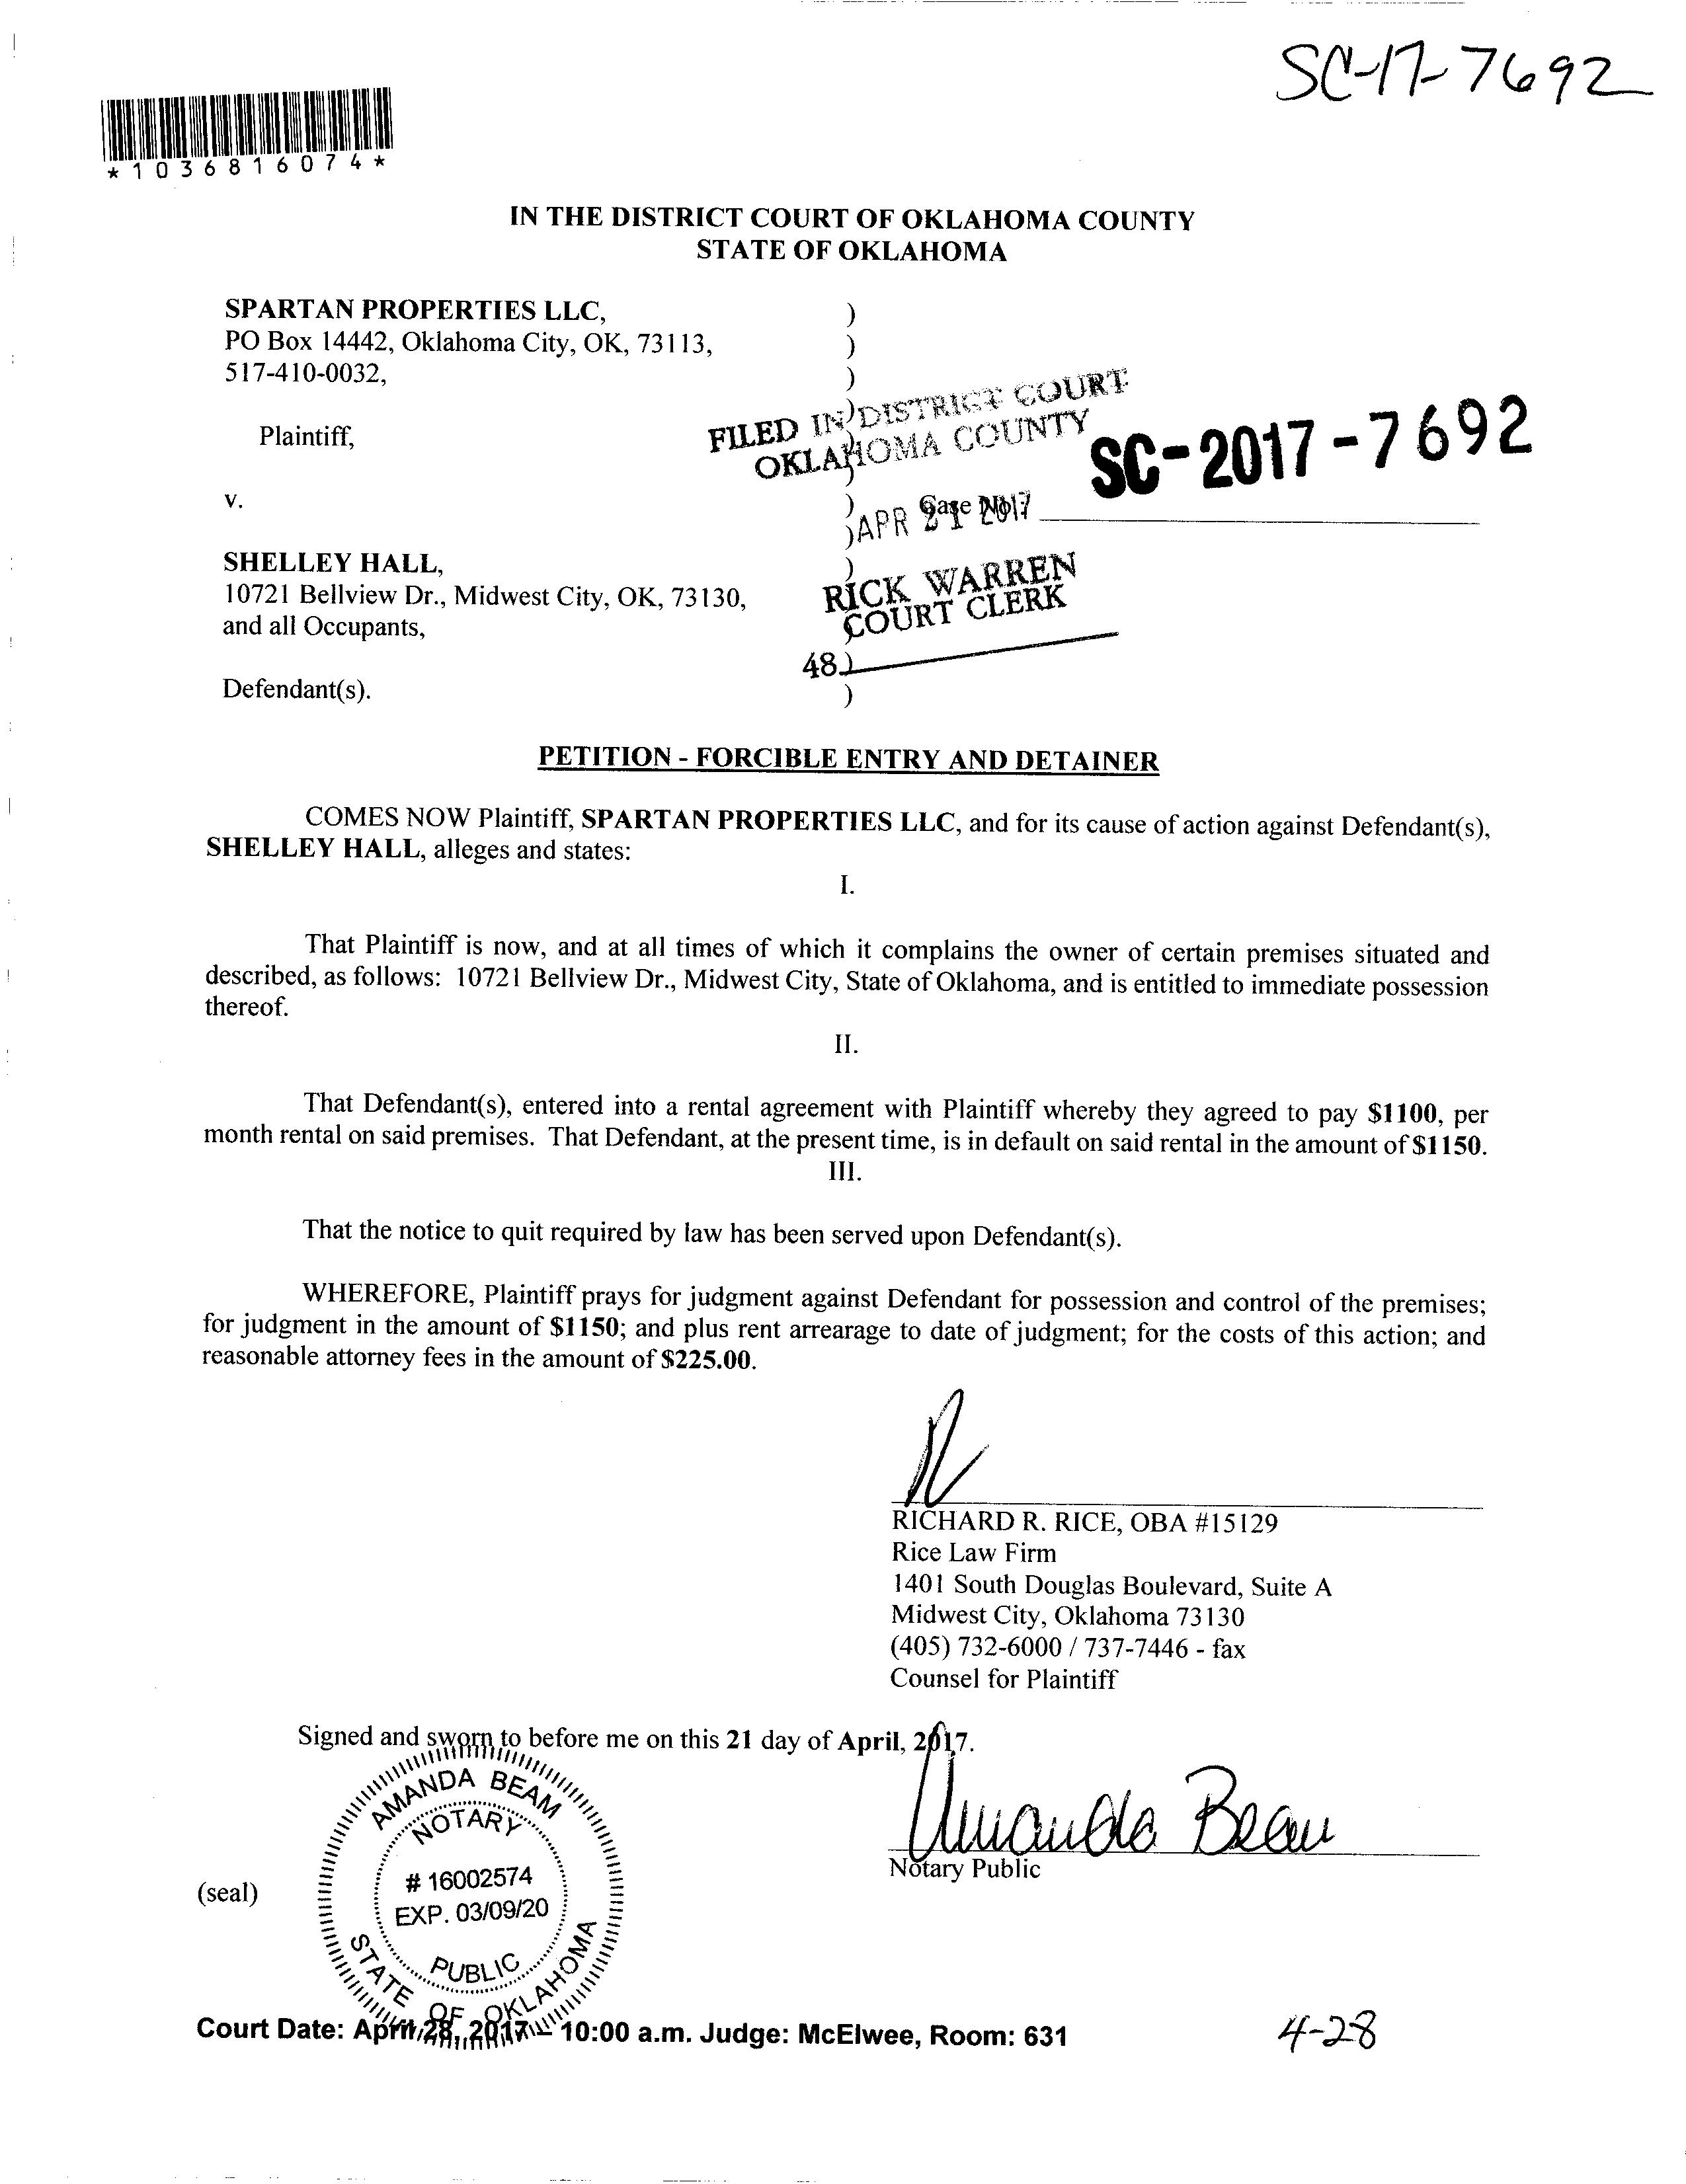 SC-17-7692
*1036816074*
IN THE DISTRICT COURT OF OKLAHOMA COUNTY
STATE OF OKLAHOMA
SPARTAN PROPERTIES LLC, )
PO Box 14442, Oklahoma City, OK, 73113, )
517-410-0032, )
FILED IN DISTRICT COURT
OKLAHOMA COUNTY
Plaintiff, )
SC-2017-7692
v. )
Case No.
APR 21 2017
SHELLEY HALL, )
10721 Bellview Dr., Midwest City, OK, 73130,
and all Occupants,
RICK WARREN
COURT CLERK
48
Defendant(s). )
PETITION - FORCIBLE ENTRY AND DETAINER
COMES NOW Plaintiff, SPARTAN PROPERTIES LLC, and for its cause of action against Defendant(s),
SHELLEY HALL, alleges and states:
I.
That Plaintiff is now, and at all times of which it complains the owner of certain premises situated and
described, as follows: 10721 Bellview Dr., Midwest City, State of Oklahoma, and is entitled to immediate possession
thereof.
II.
That Defendant(s), entered into a rental agreement with Plaintiff whereby they agreed to pay $1100, per
month rental on said premises. That Defendant, at the present time, is in default on said rental in the amount of $1150.
III.
That the notice to quit required by law has been served upon Defendant(s).
WHEREFORE, Plaintiff prays for judgment against Defendant for possession and control of the premises;
for judgment in the amount of $1150; and plus rent arrearage to date of judgment; for the costs of this action; and
reasonable attorney fees in the amount of $225.00.
RICHARD R. RICE, OBA #15129
Rice Law Firm
1401 South Douglas Boulevard, Suite A
Midwest City, Oklahoma 73130
(405) 732-6000 / 737-7446 - fax
Counsel for Plaintiff
Signed and sworn to before me on this 21 day of April, 2017.
Amanda Beam
Notary Public
(seal)
AMANDA BEAM
NOTARY
# 16002574
EXP. 03/09/20
PUBLIC
STATE OF OKLAHOMA
Court Date: April 28, 2017 - 10:00 a.m. Judge: McElwee, Room: 631
4-28